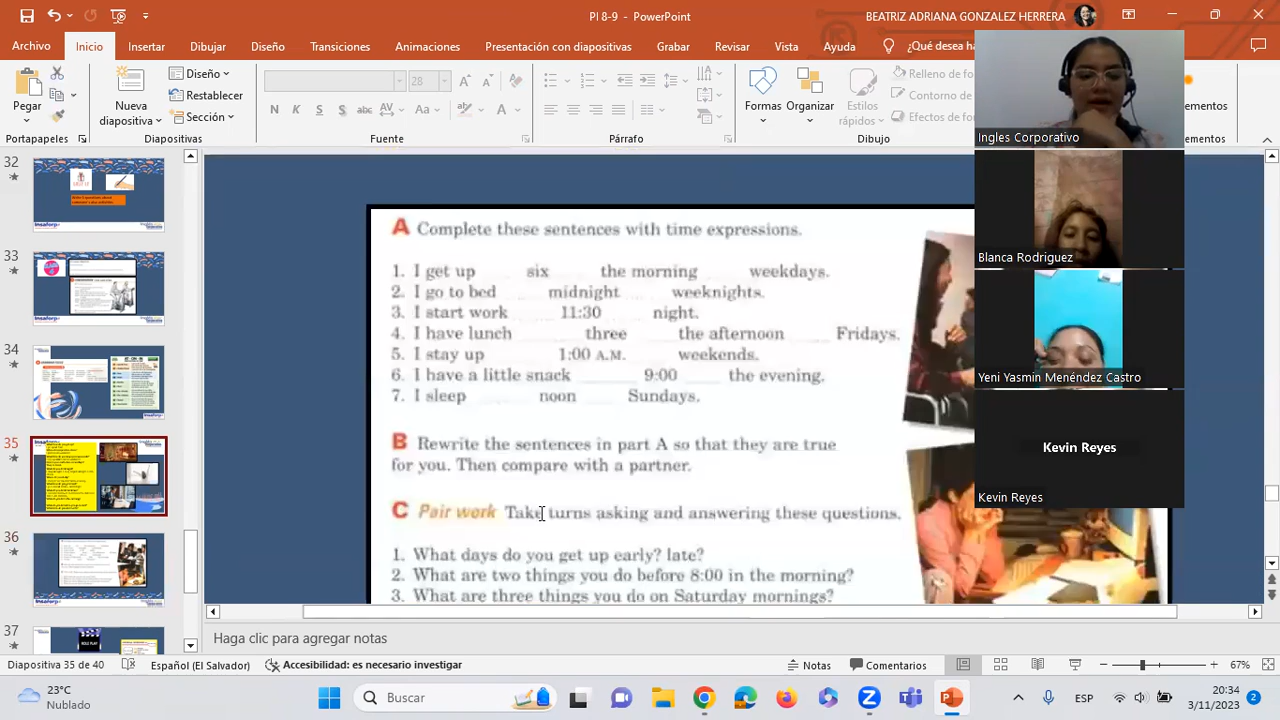 PI 8-9 - PowerPoint
BEATRIZ ADRIANA GONZALEZ HERRERA
Archivo Inicio Insertar Dibujar Diseño Transiciones Animaciones Presentación con diapositivas Grabar Revisar Vista Ayuda ¿Qué desea ha
Pegar
Nueva diapositiva
Diseño
Restablecer
Sección
28
Formas
Organizar
Estilos rápidos
Relleno de fo
Contorno de
Efectos de fo
Portapapeles Diapositivas Fuente Párrafo Dibujo
Ingles Corporativo
Blanca Rodriguez
Yeni Yasmin Menéndez Castro
Kevin Reyes
Kevin Reyes
32
33
34
35
36
37
A Complete these sentences with time expressions.
1. I get up six the morning weekdays.
2. I go to bed midnight weeknights.
3. I start work 11:30 night.
4. I have lunch three the afternoon Fridays.
5. I stay up 1:00 A.M. weekends.
6. I have a little snack 9:00 the evening.
7. I sleep noon Sundays.
B Rewrite the sentences in part A so that they are true
for you. Then compare with a partner.
C Pair work Take turns asking and answering these questions.
1. What days do you get up early? late?
2. What are two things you do before 8:00 in the morning?
3. What are three things you do on Saturday mornings?
Haga clic para agregar notas
Diapositiva 35 de 40 Español (El Salvador) Accesibilidad: es necesario investigar Notas Comentarios 67%
23°C
Nublado
Buscar
ESP
20:34
3/11/2023
2